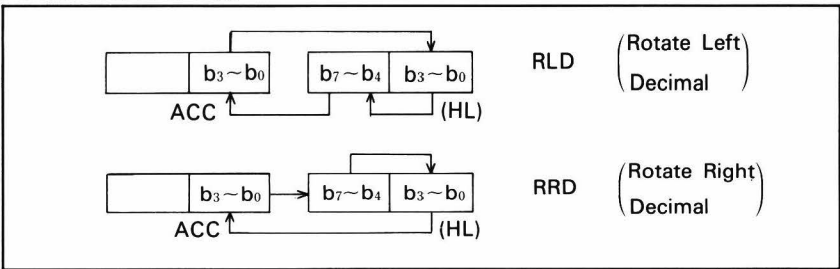 b₃~b₀ b₇~b₄ b₃~b₀ RLD (Rotate Left
Decimal)
ACC (HL)
b₃~b₀ b₇~b₄ b₃~b₀ RRD (Rotate Right
Decimal)
ACC (HL)